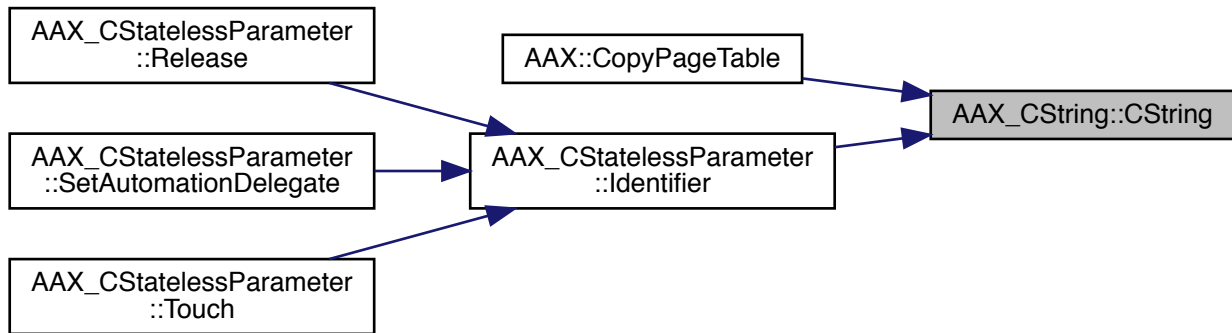 AAX_CStatelessParameter
::Release
AAX::CopyPageTable
AAX_CString::CString
AAX_CStatelessParameter
::SetAutomationDelegate
AAX_CStatelessParameter
::Identifier
AAX_CStatelessParameter
::Touch